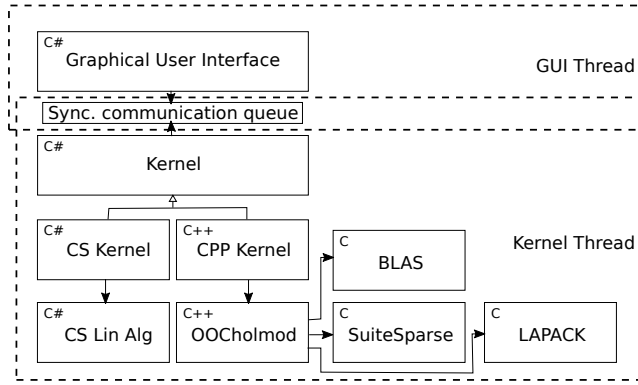 C#
Graphical User Interface
GUI Thread
Sync. communication queue
C#
Kernel
Kernel Thread
C#
CS Kernel
C++
CPP Kernel
C
BLAS
C#
CS Lin Alg
C++
OOCholmod
C
SuiteSparse
C
LAPACK